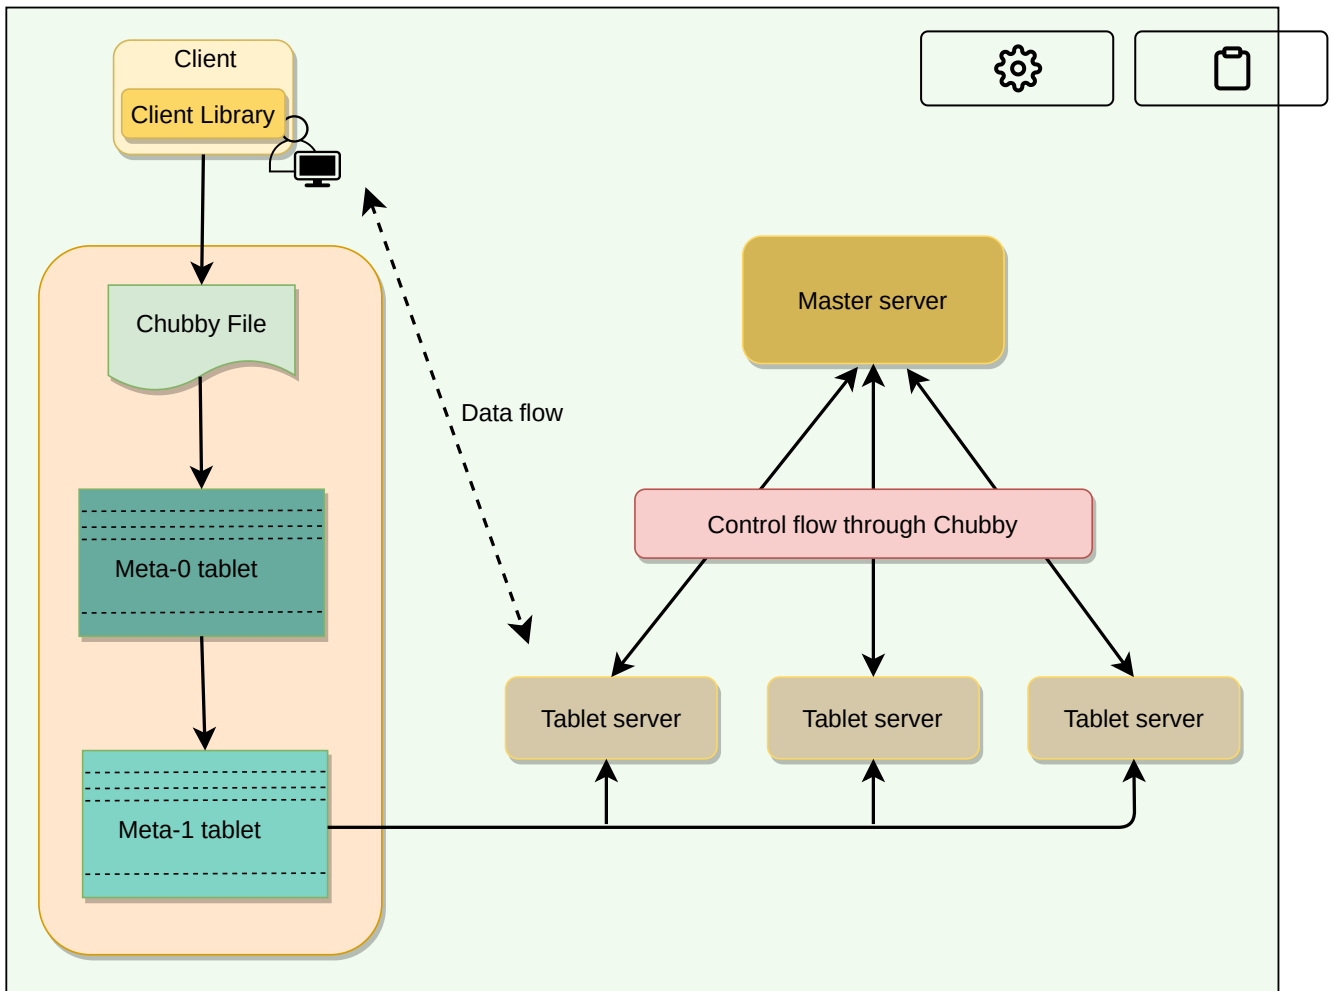 Client
Client Library
Chubby File
Master server
Data flow
Control flow through Chubby
Meta-0 tablet
Tablet server
Tablet server
Tablet server
Meta-1 tablet